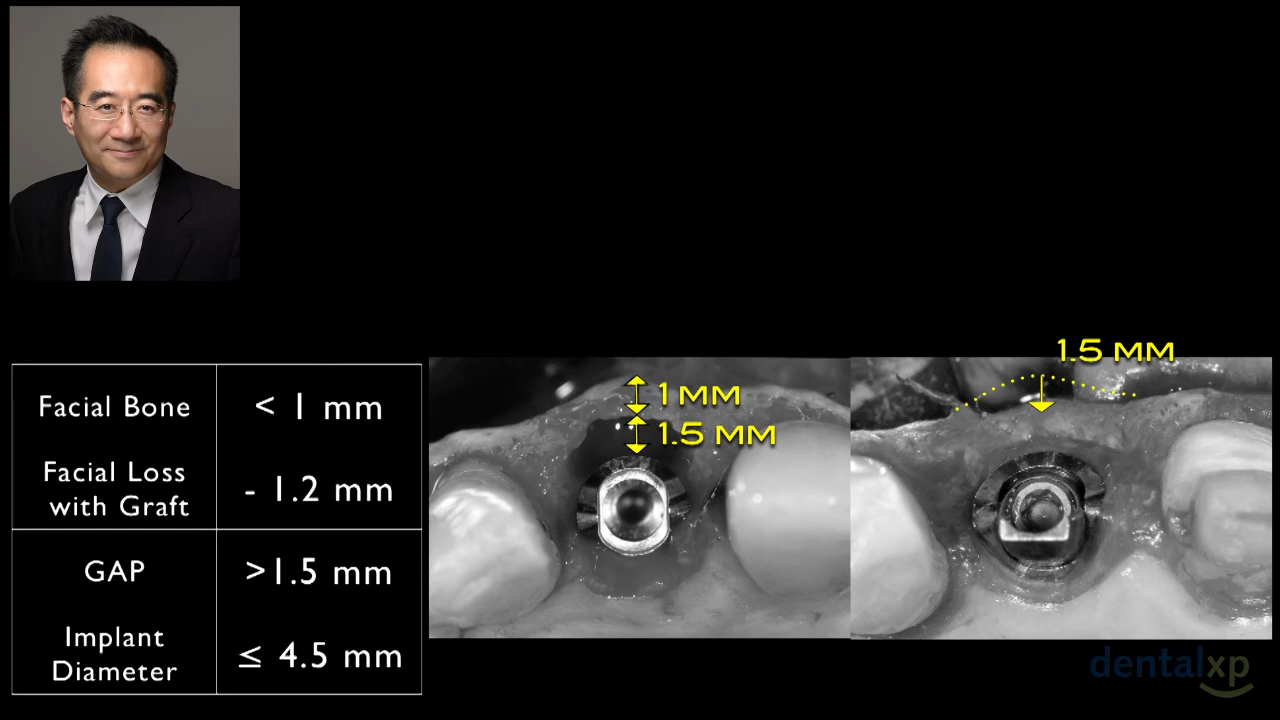 1.5 MM
1 MM
1.5 MM
Facial Bone
< 1 mm
Facial Loss
with Graft
- 1.2 mm
GAP
>1.5 mm
Implant
Diameter
≤ 4.5 mm
dentalxp